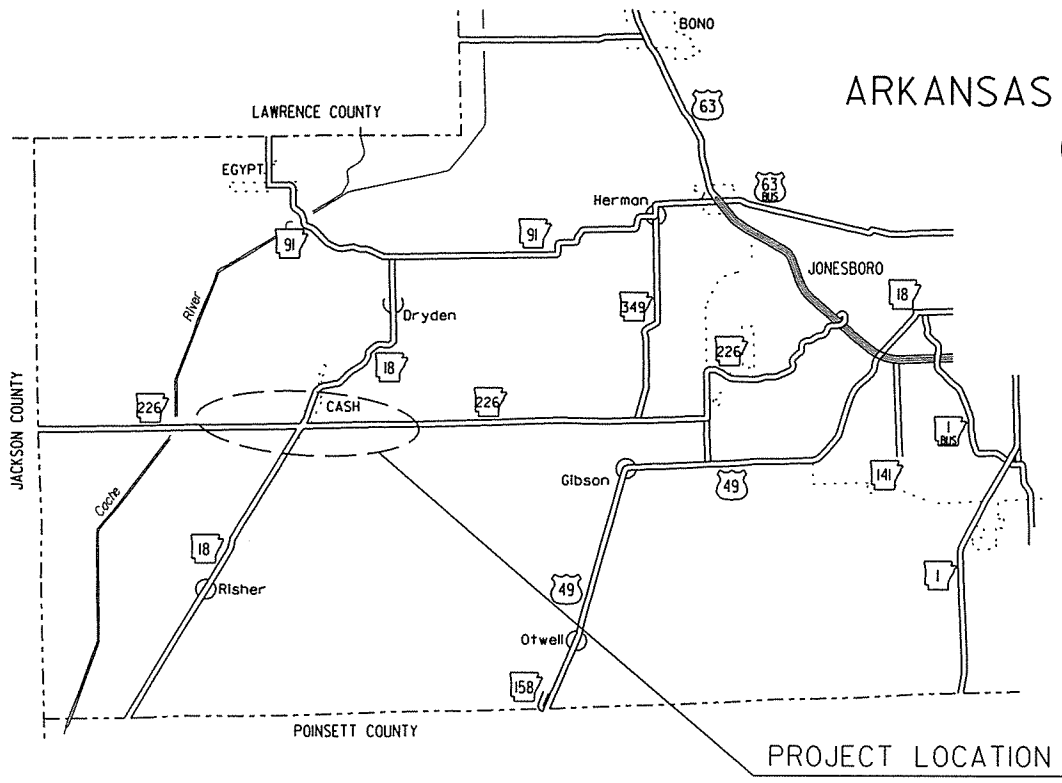 BONO
ARKANSAS
63
LAWRENCE COUNTY
EGYPT
63
BUS
Herman
91
91
JONESBORO
River
349
18
Dryden
226
18
JACKSON COUNTY
226
CASH
226
1
BUS
Gibson
49
141
Cache
18
Risher
49
1
Otwell
158
POINSETT COUNTY
PROJECT LOCATION